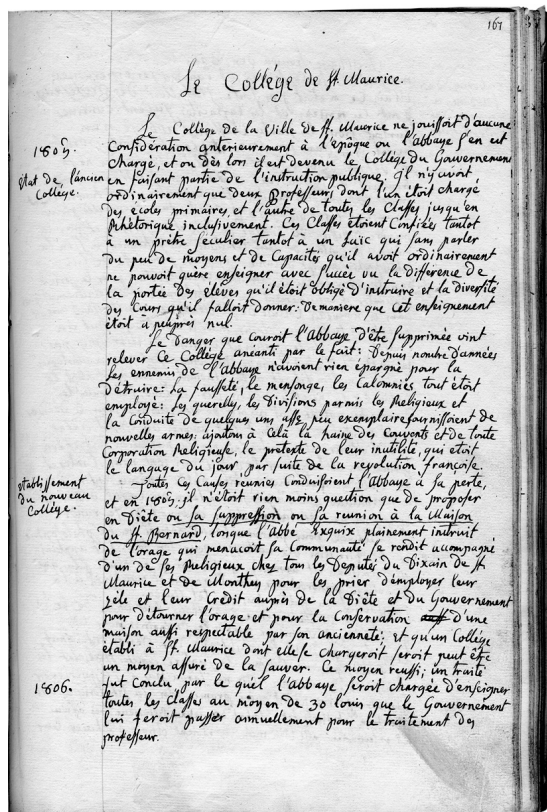 167
Le Collége de St. Maurice.
Le Collège de la Ville de St. Maurice ne jouissoit d'aucune
1805.
Considération antérieurement à l'époque ou l'abbaye s'en est
chargé, et ou dès lors il est devenu le Collège du Gouvernement
Etat de l'ancien
en faisant partie de l'instruction publique. Il n'y avoit
Collège.
ordinairement que deux Professeurs dont l'un étoit chargé
des écoles primaires, et l'autre de toutes les Classes jusqu'en
Rhétorique inclusivement. Ces Classes étoient Confiées tantot
à un prêtre séculier tantot à un Laïc qui sans parler
du peu de moyens et de Capacités qu'il avoit ordinairement
ne pouvoit guère enseigner avec succès vu la différence de
la portée des élèves qu'il étoit obligé d'instruire et la diversité
des Cours qu'il falloit donner: De maniere que Cet enseignement
étoit à peuprès nul.
Le Danger que couroit l'Abbaye d'être supprimée vint
relever Ce Collège anéanti par le fait: Depuis nombre d'années
les ennemis de l'Abbaye n'avoient rien épargné pour la
détruire: La fausseté, le mensonge, les Calomnies tout étoit
employé: Les querelles, les Divisions parmis les Religieux et
la Conduite de quelques uns assez peu exemplaire fournissoient de
nouvelles armes: ajoutons à Celà la haine des Couvents et de toute
Corporation Religieuse, le prétexte de leur inutilité, qui étoit
le langage du jour, par suite de la revolution françoise.
Etablissement
Toutes Ces Causes reunies Conduisoient l'Abbaye à sa perte,
du nouveau
et en 1805. il n'étoit rien moins question que de proposer
Collège.
en Diète ou sa suppression ou sa reunion à la Maison
du St. Bernard, lorsque l'Abbé Exquix plainement instruit
de l'orage qui menaçoit sa Communauté se rendit accompagné
d'un de ses Religieux chez tous les Deputés du Dixain de St
Maurice et de Monthey pour les prier d'employer leur
zèle et leur Crédit auprès de la Diète et du Gouvernement
pour détourner l'orage et pour la Conservation d'une
maison aussi respectable par son ancienneté; et qu'un Collège
établi à St. Maurice dont elle se chargeroit seroit peut être
un moyen assuré de la sauver. Ce moyen reussi; un traité
1806.
fut Conclu par le quel l'abbaye seroit chargée d'enseigner
toutes les Classes au moyen de 30 louis que le Gouvernement
lui feroit passer annuellement pour le traitement des
professeur.